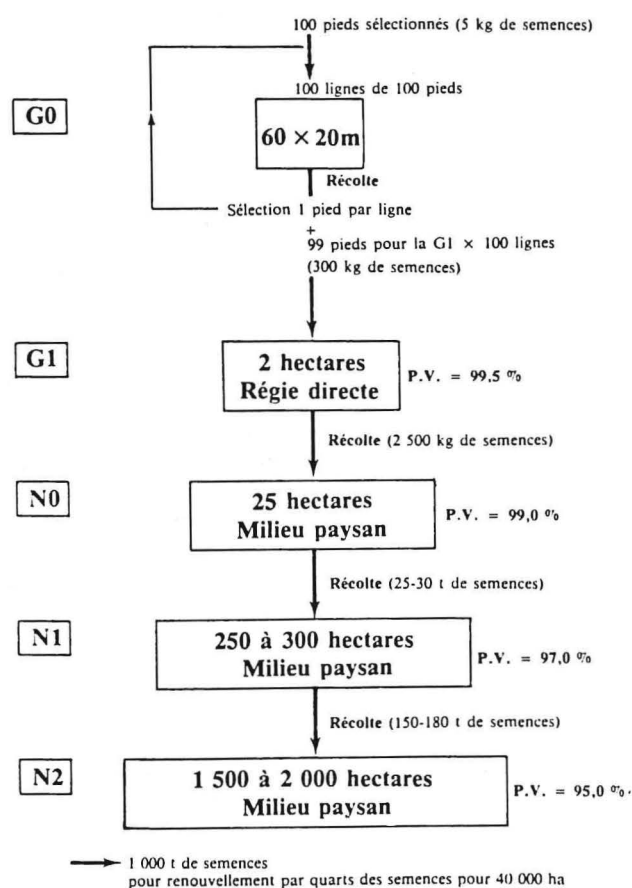 100 pieds sélectionnés (5 kg de semences)
100 lignes de 100 pieds
G0
60 × 20m
Récolte
Sélection 1 pied par ligne
+
99 pieds pour la G1 × 100 lignes
(300 kg de semences)
G1
2 hectares
Régie directe
P.V. = 99,5 %
Récolte (2 500 kg de semences)
N0
25 hectares
Milieu paysan
P.V. = 99,0 %
Récolte (25-30 t de semences)
N1
250 à 300 hectares
Milieu paysan
P.V. = 97,0 %
Récolte (150-180 t de semences)
N2
1 500 à 2 000 hectares
Milieu paysan
P.V. = 95,0 %.
1 000 t de semences
pour renouvellement par quarts des semences pour 40 000 ha